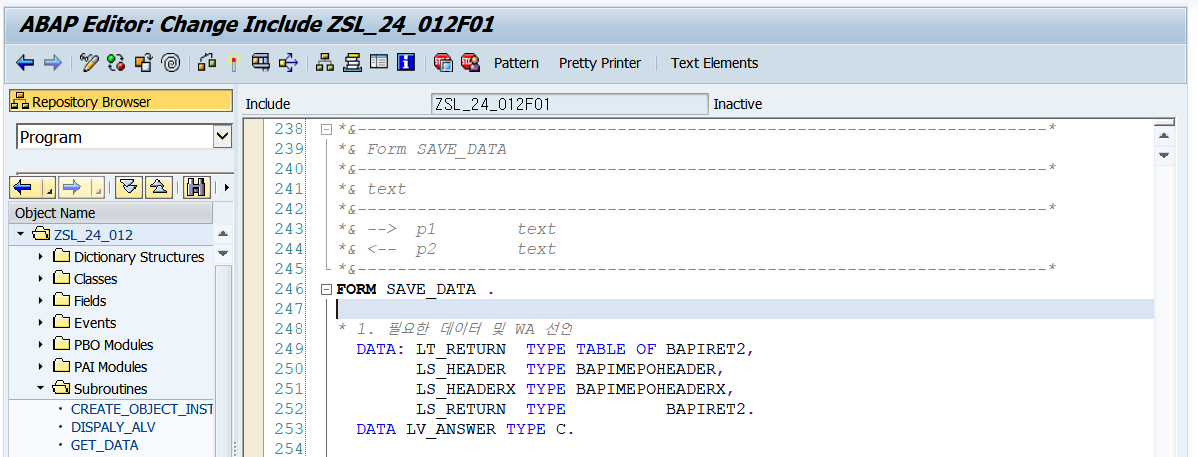 ABAP Editor: Change Include ZSL_24_012F01
Pattern Pretty Printer Text Elements
Repository Browser
Include ZSL_24_012F01 Inactive
Program
Object Name
ZSL_24_012
Dictionary Structures
Classes
Fields
Events
PBO Modules
PAI Modules
Subroutines
CREATE_OBJECT_INST
DISPALY_ALV
GET_DATA
238 *&---------------------------------------------------------------------*
239 *& Form SAVE_DATA
240 *&---------------------------------------------------------------------*
241 *& text
242 *&---------------------------------------------------------------------*
243 *& --> p1 text
244 *& <-- p2 text
245 *&---------------------------------------------------------------------*
246 FORM SAVE_DATA .
247
248 * 1. 필요한 데이터 및 WA 선언
249 DATA: LT_RETURN TYPE TABLE OF BAPIRET2,
250 LS_HEADER TYPE BAPIMEPOHEADER,
251 LS_HEADERX TYPE BAPIMEPOHEADERX,
252 LS_RETURN TYPE BAPIRET2.
253 DATA LV_ANSWER TYPE C.
254